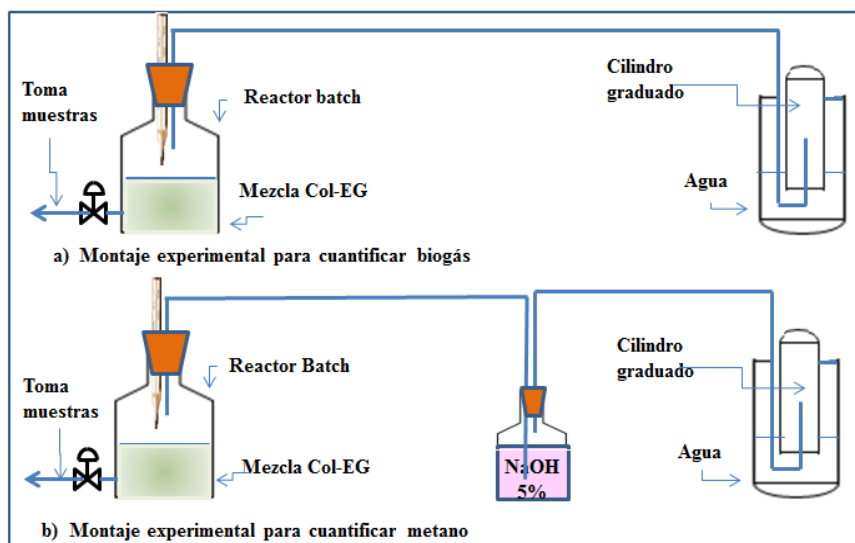 Toma
muestras
Reactor batch
Cilindro
graduado
Mezcla Col-EG
Agua
a) Montaje experimental para cuantificar biogás
Toma
muestras
Reactor Batch
Cilindro
graduado
Mezcla Col-EG
NaOH
5%
Agua
b) Montaje experimental para cuantificar metano